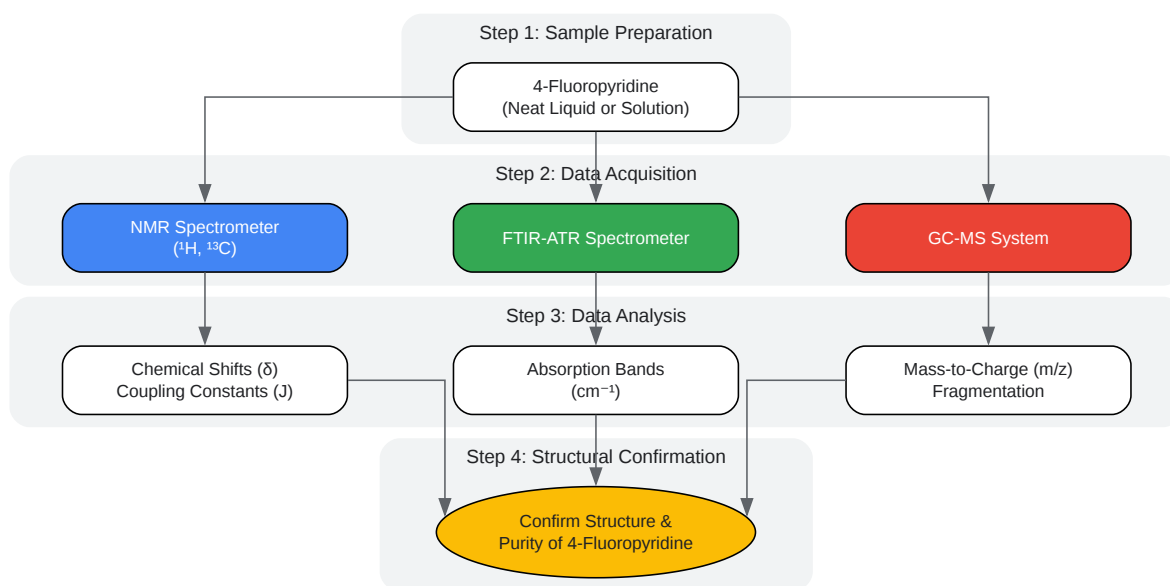 Step 1: Sample Preparation
4-Fluoropyridine
(Neat Liquid or Solution)
Step 2: Data Acquisition
NMR Spectrometer
(¹H, ¹³C)
FTIR-ATR Spectrometer
GC-MS System
Step 3: Data Analysis
Chemical Shifts (δ)
Coupling Constants (J)
Absorption Bands
(cm⁻¹)
Mass-to-Charge (m/z)
Fragmentation
Step 4: Structural Confirmation
Confirm Structure &
Purity of 4-Fluoropyridine